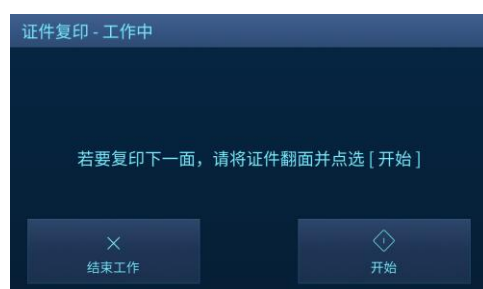 证件复印 - 工作中
若要复印下一面，请将证件翻面并点选 [ 开始 ]
结束工作
开始